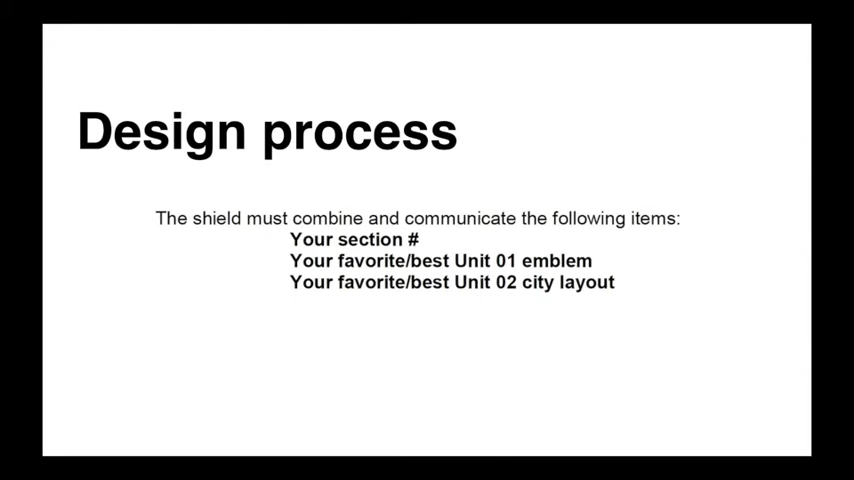 Design process
The shield must combine and communicate the following items:
Your section #
Your favorite/best Unit 01 emblem
Your favorite/best Unit 02 city layout